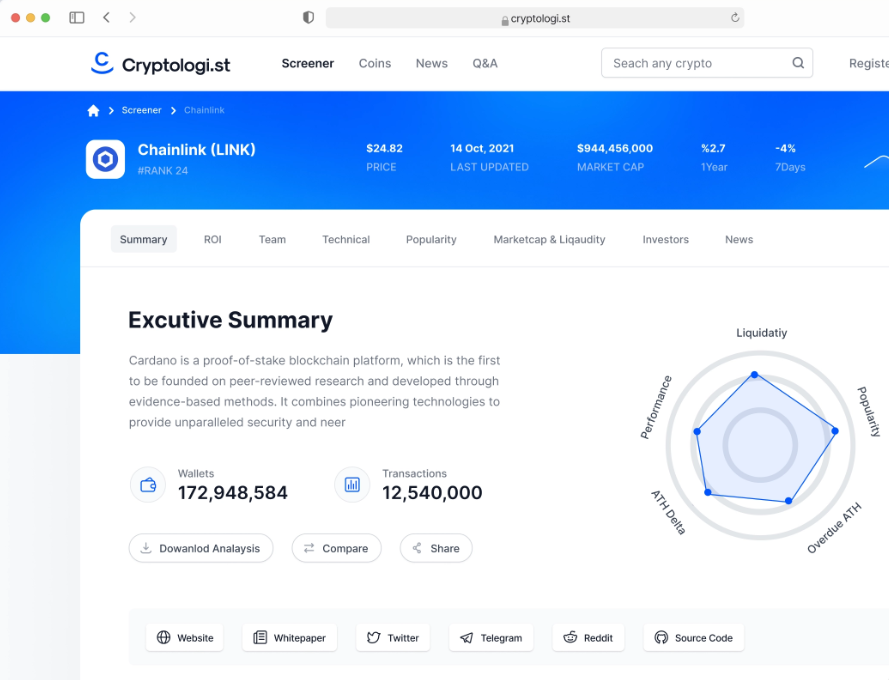 cryptologi.st
Cryptologi.st
Screener
Coins
News
Q&A
Seach any crypto
Registe
Screener
Chainlink
Chainlink (LINK)
#RANK 24
$24.82
PRICE
14 Oct, 2021
LAST UPDATED
$944,456,000
MARKET CAP
%2.7
1Year
-4%
7Days
Summary
ROI
Team
Technical
Popularity
Marketcap & Liqaudity
Investors
News
Excutive Summary
Cardano is a proof-of-stake blockchain platform, which is the first
to be founded on peer-reviewed research and developed through
evidence-based methods. It combines pioneering technologies to
provide unparalleled security and neer
Wallets
172,948,584
Transactions
12,540,000
Dowanlod Analaysis
Compare
Share
Liquidatiy
Popularity
Overdue ATH
ATH Delta
Performance
Website
Whitepaper
Twitter
Telegram
Reddit
Source Code